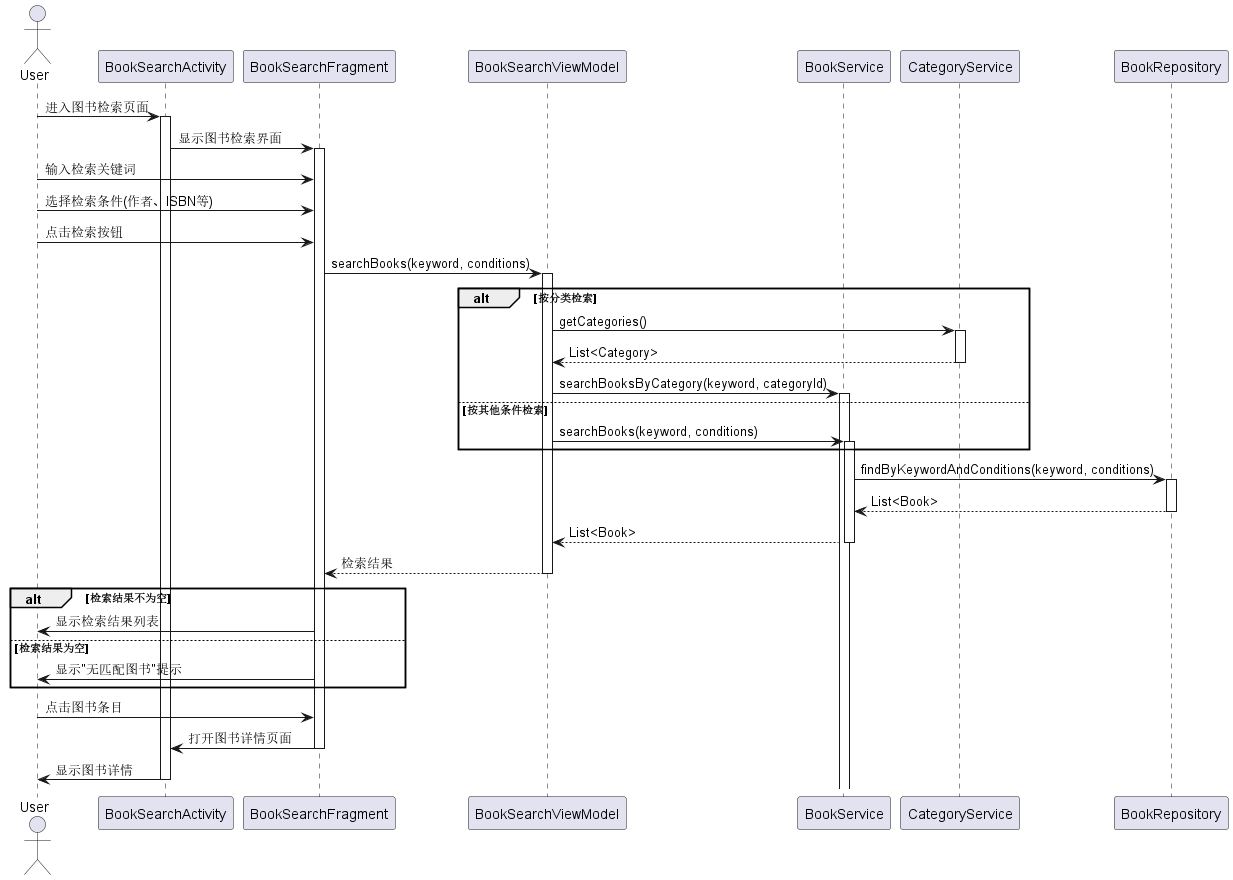 User
BookSearchActivity
BookSearchFragment
BookSearchViewModel
BookService
CategoryService
BookRepository
进入图书检索页面
显示图书检索界面
输入检索关键词
选择检索条件(作者、ISBN等)
点击检索按钮
searchBooks(keyword, conditions)
alt
[按分类检索]
getCategories()
List<Category>
searchBooksByCategory(keyword, categoryId)
[按其他条件检索]
searchBooks(keyword, conditions)
findByKeywordAndConditions(keyword, conditions)
List<Book>
List<Book>
检索结果
alt
[检索结果不为空]
显示检索结果列表
[检索结果为空]
显示"无匹配图书"提示
点击图书条目
打开图书详情页面
显示图书详情
User
BookSearchActivity
BookSearchFragment
BookSearchViewModel
BookService
CategoryService
BookRepository